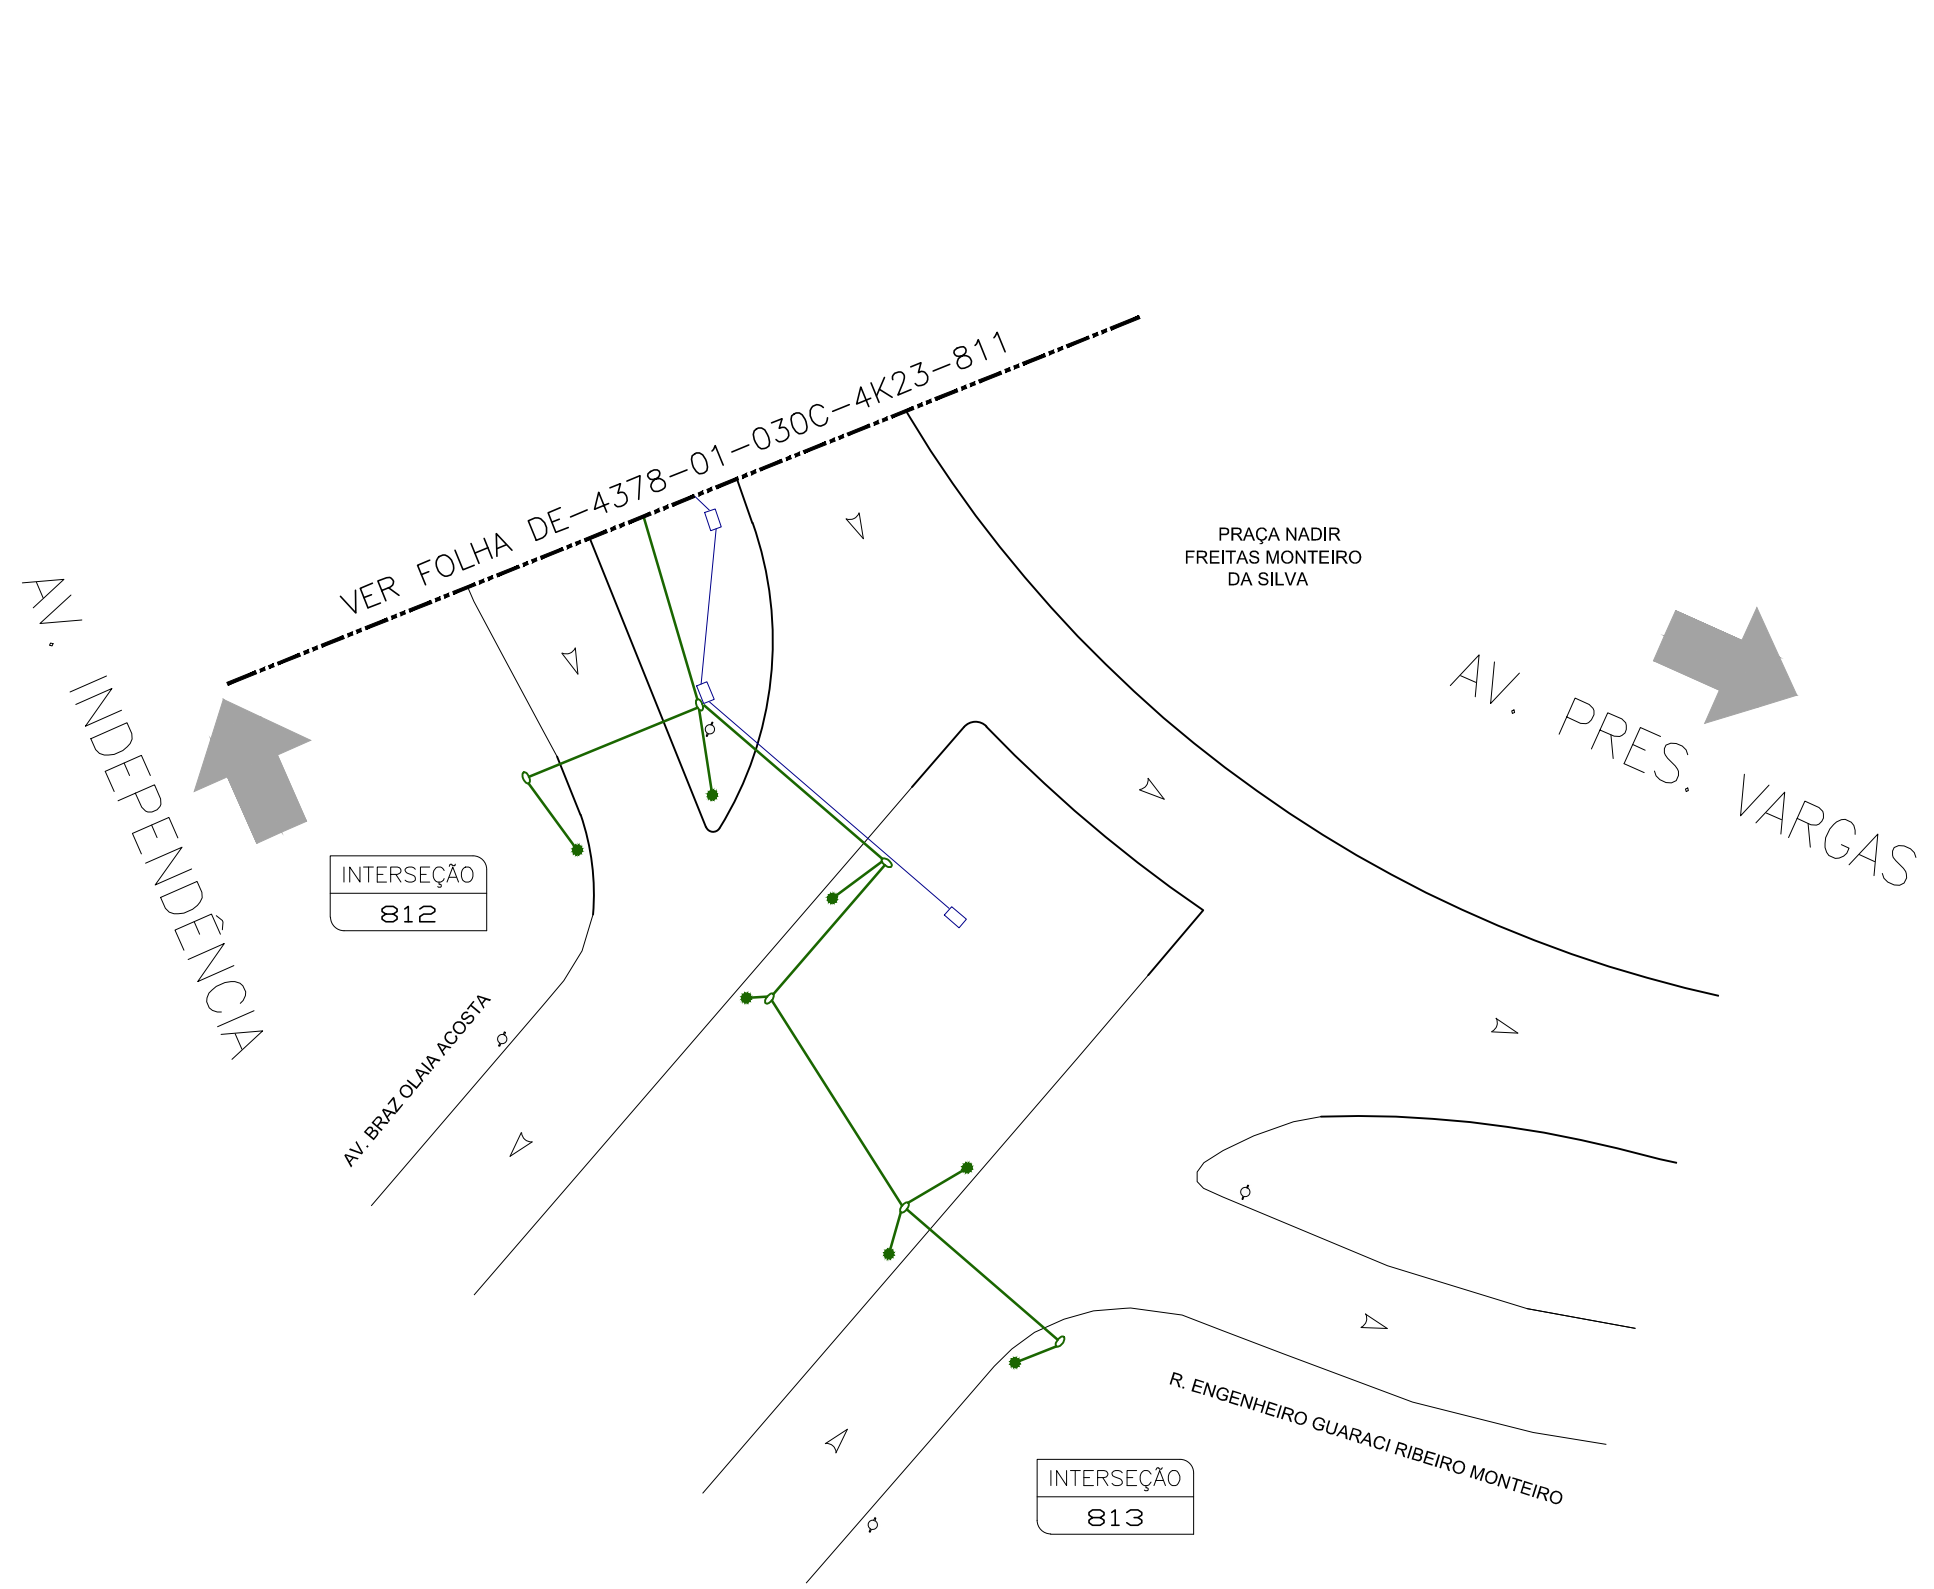 VER FOLHA DE-4378-01-030C-4K23-811
PRAÇA NADIR
FREITAS MONTEIRO
DA SILVA
AV. INDEPENDÊNCIA
AV. PRES. VARGAS
INTERSEÇÃO
812
AV. BRAZ OLAIA ACOSTA
R. ENGENHEIRO GUARACI RIBEIRO MONTEIRO
INTERSEÇÃO
813